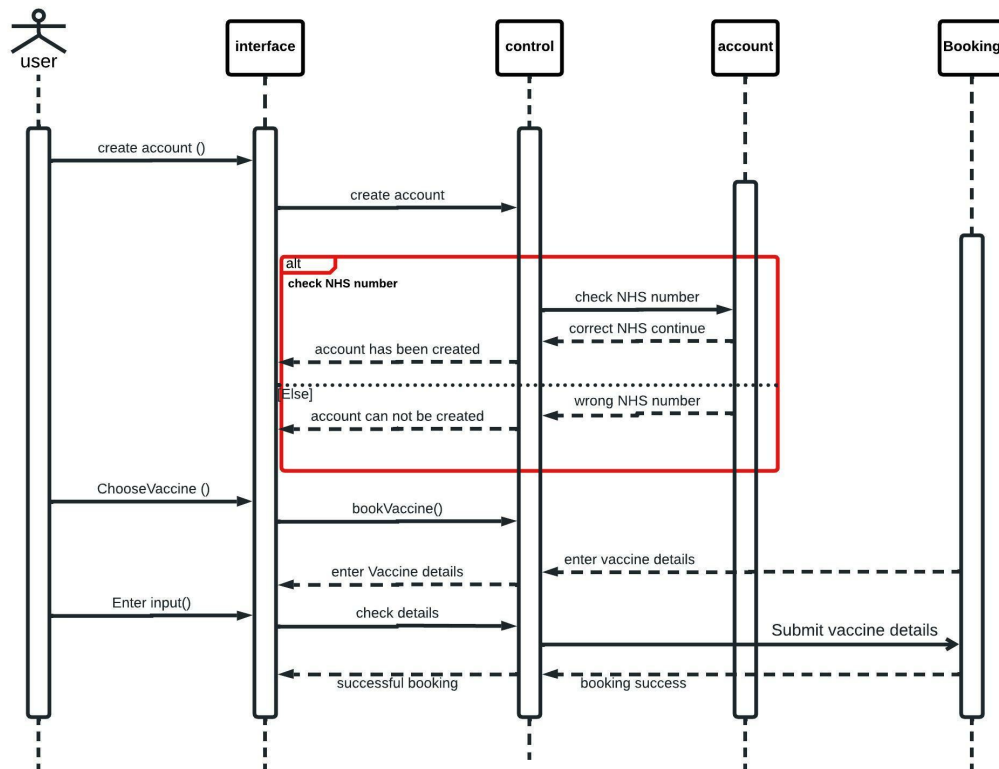 user
interface
control
account
Booking
create account ()
create account
alt
check NHS number
check NHS number
correct NHS continue
account has been created
[Else]
wrong NHS number
account can not be created
ChooseVaccine ()
bookVaccine()
enter vaccine details
enter Vaccine details
Enter input()
check details
Submit vaccine details
successful booking
booking success